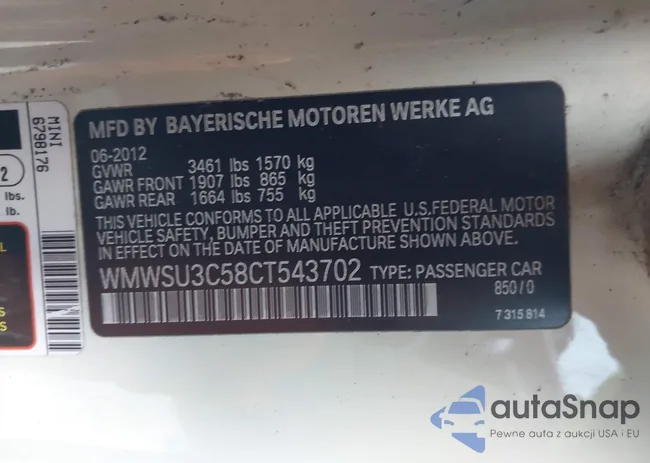 MFD BY BAYERISCHE MOTOREN WERKE AG
06-2012
GVWR 3461 lbs 1570 kg
GAWR FRONT 1907 lbs 865 kg
GAWR REAR 1664 lbs 755 kg
THIS VEHICLE CONFORMS TO ALL APPLICABLE U.S.FEDERAL MOTOR
VEHICLE SAFETY, BUMPER AND THEFT PREVENTION STANDARDS
IN EFFECT ON THE DATE OF MANUFACTURE SHOWN ABOVE.
WMWSU3C58CT543702 TYPE: PASSENGER CAR
850/0
7 315 814
MINI
6798176
2
lbs.
lb.
S
S
autaSnap
Pewne auta z aukcji USA i EU